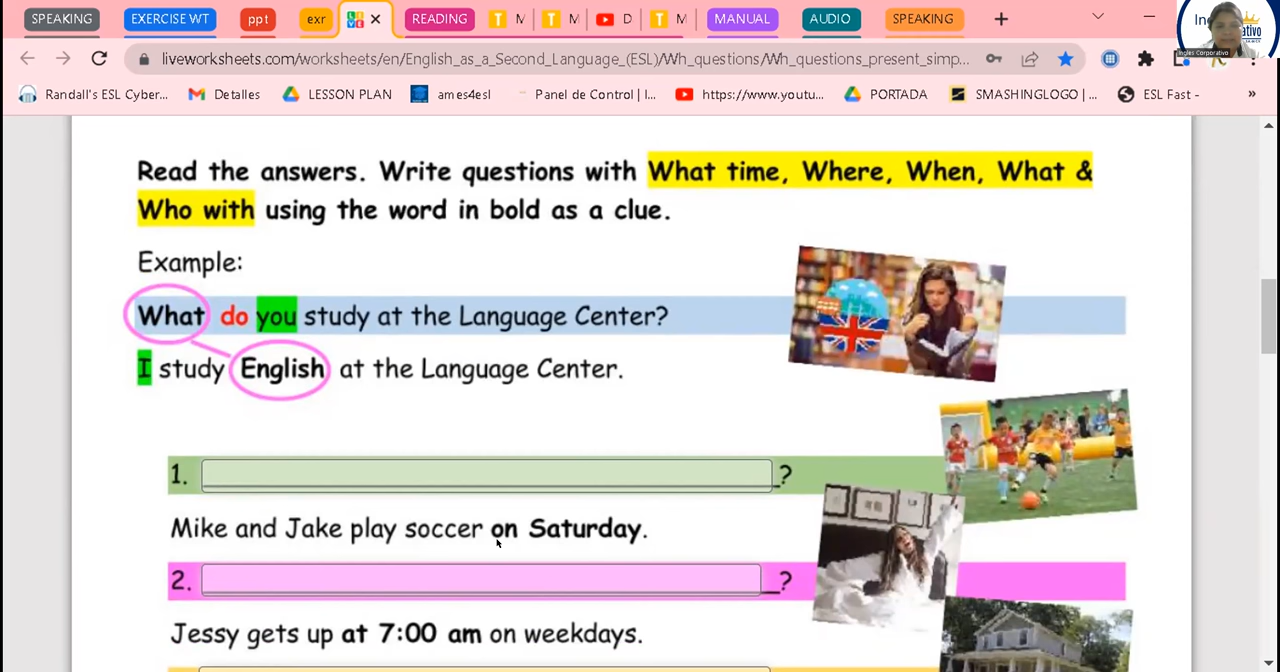 SPEAKING EXERCISE WT ppt exr READING M M D M MANUAL AUDIO SPEAKING
liveworksheets.com/worksheets/en/English_as_a_Second_Language_(ESL)/Wh_questions/Wh_questions_present_simp...
Ingles Corporativo
Randall's ESL Cyber... Detalles LESSON PLAN ames4esl Panel de Control | I... https://www.youtu... PORTADA SMASHINGLOGO | ... ESL Fast - »
Read the answers. Write questions with What time, Where, When, What &
Who with using the word in bold as a clue.
Example:
What do you study at the Language Center?
I study English at the Language Center.
1. ?
Mike and Jake play soccer on Saturday.
2. ?
Jessy gets up at 7:00 am on weekdays.